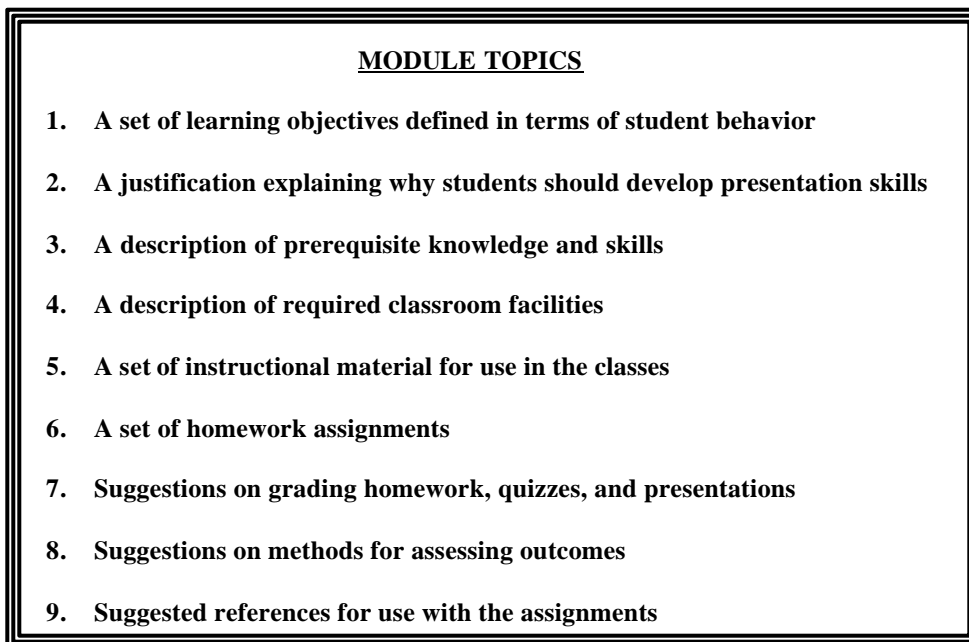 MODULE TOPICS
1. A set of learning objectives defined in terms of student behavior
2. A justification explaining why students should develop presentation skills
3. A description of prerequisite knowledge and skills
4. A description of required classroom facilities
5. A set of instructional material for use in the classes
6. A set of homework assignments
7. Suggestions on grading homework, quizzes, and presentations
8. Suggestions on methods for assessing outcomes
9. Suggested references for use with the assignments